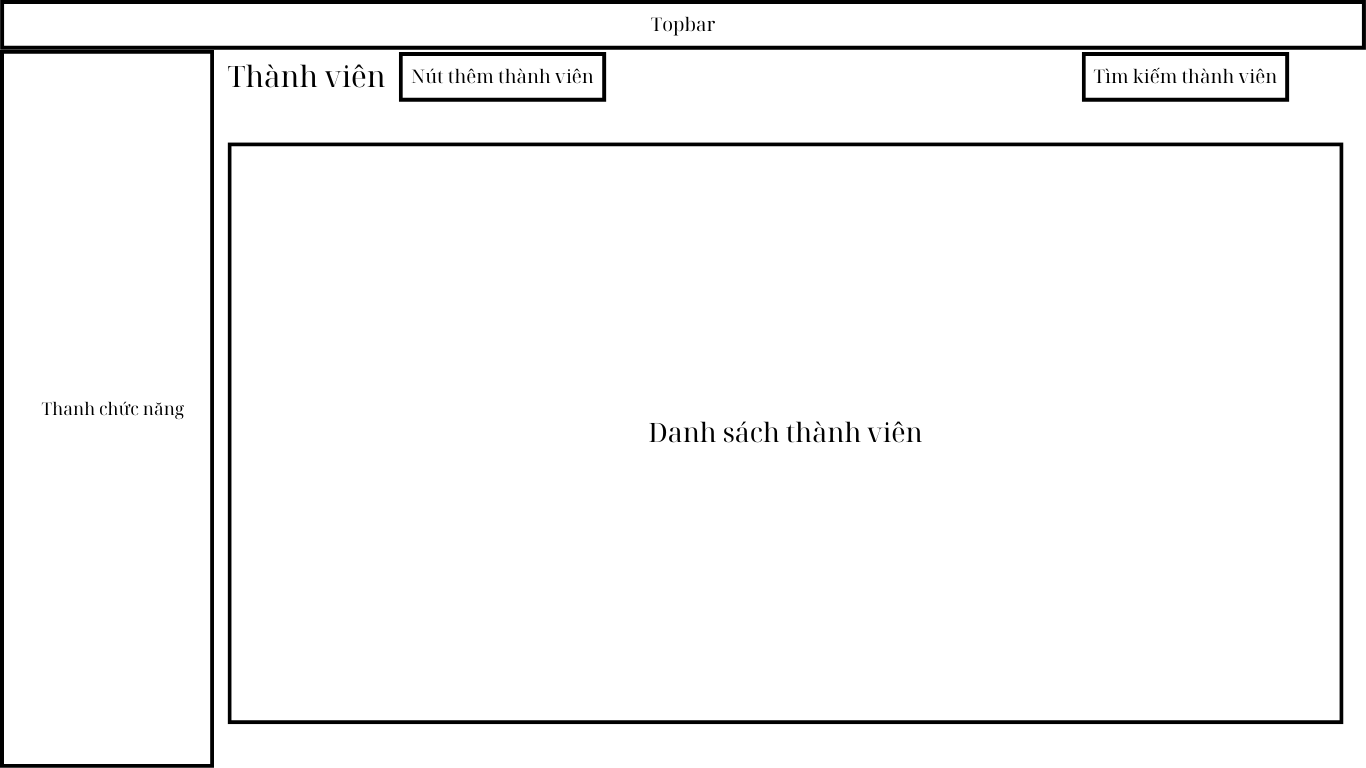 Topbar
Thành viên
Nút thêm thành viên
Tìm kiếm thành viên
Thanh chức năng
Danh sách thành viên